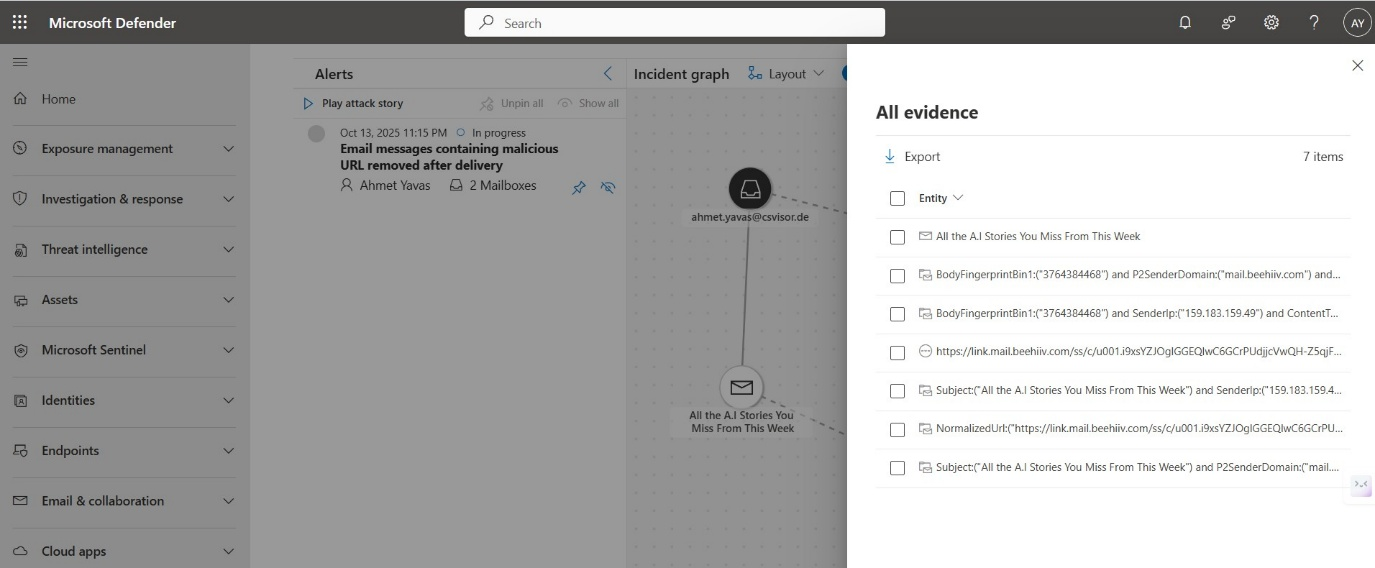 Microsoft Defender
Search
AY
Home
Exposure management
Investigation & response
Threat intelligence
Assets
Microsoft Sentinel
Identities
Endpoints
Email & collaboration
Cloud apps
Alerts
Play attack story
Unpin all
Show all
Oct 13, 2025 11:15 PM
In progress
Email messages containing malicious
URL removed after delivery
Ahmet Yavas
2 Mailboxes
Incident graph
Layout
ahmet.yavas@csvisor.de
All the A.I Stories You
Miss From This Week
All evidence
Export
7 items
Entity
All the A.I Stories You Miss From This Week
BodyFingerprintBin1:("3764384468") and P2SenderDomain:("mail.beehiiv.com") and...
BodyFingerprintBin1:("3764384468") and SenderIp:("159.183.159.49") and ContentT...
https://link.mail.beehiiv.com/ss/c/u001.i9xsYZJOglGGEQlwC6GCrPUdjjcVwQH-Z5qjF...
Subject:("All the A.I Stories You Miss From This Week") and SenderIp:("159.183.159.4...
NormalizedUrl:("https://link.mail.beehiiv.com/ss/c/u001.i9xsYZJOglGGEQlwC6GCrPU...
Subject:("All the A.I Stories You Miss From This Week") and P2SenderDomain:("mail....